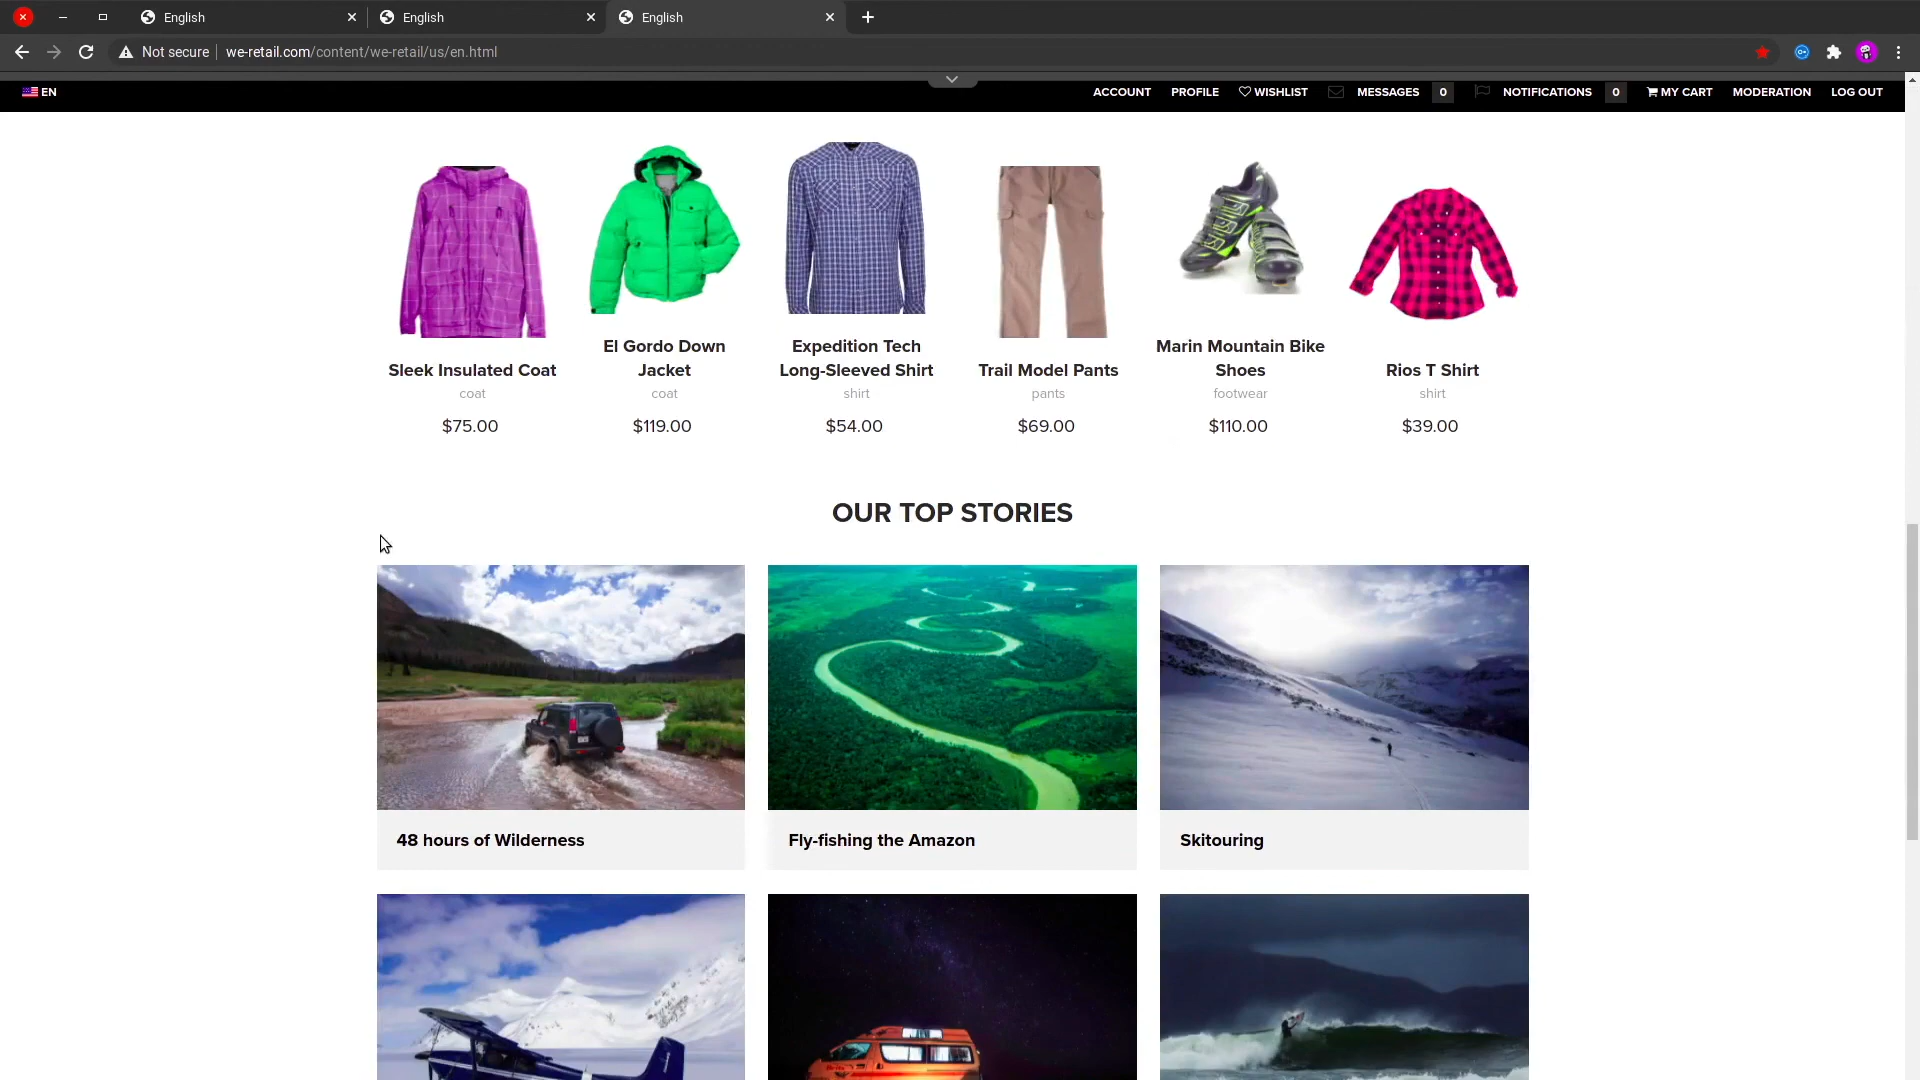 English
English
English
Not secure
we-retail.com/content/we-retail/us/en.html
EN
ACCOUNT
PROFILE
WISHLIST
MESSAGES 0
NOTIFICATIONS 0
MY CART
MODERATION
LOG OUT
Sleek Insulated Coat
coat
$75.00
El Gordo Down
Jacket
coat
$119.00
Expedition Tech
Long-Sleeved Shirt
shirt
$54.00
Trail Model Pants
pants
$69.00
Marin Mountain Bike
Shoes
footwear
$110.00
Rios T Shirt
shirt
$39.00
OUR TOP STORIES
48 hours of Wilderness
Fly-fishing the Amazon
Skitouring